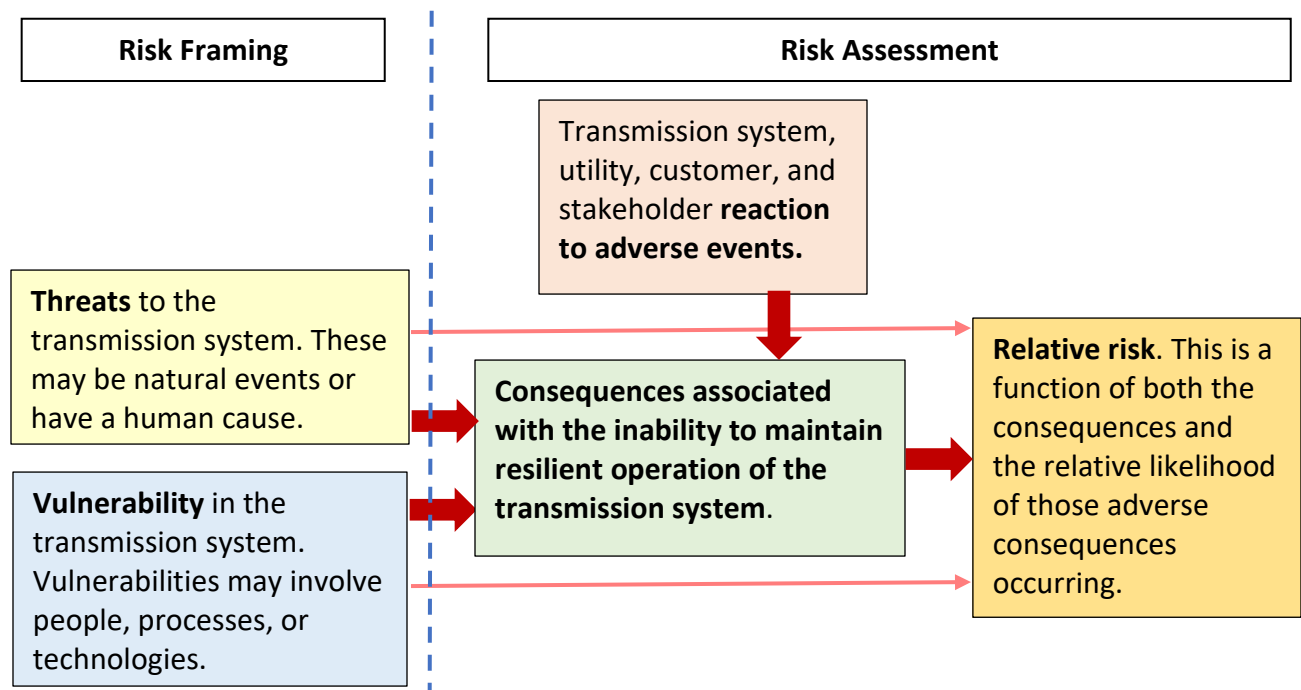 Risk Framing
Risk Assessment
Transmission system,
utility, customer, and
stakeholder reaction
to adverse events.
Threats to the
transmission system. These
may be natural events or
have a human cause.
Vulnerability in the
transmission system.
Vulnerabilities may involve
people, processes, or
technologies.
Consequences associated
with the inability to maintain
resilient operation of the
transmission system.
Relative risk. This is a
function of both the
consequences and
the relative likelihood
of those adverse
consequences
occurring.